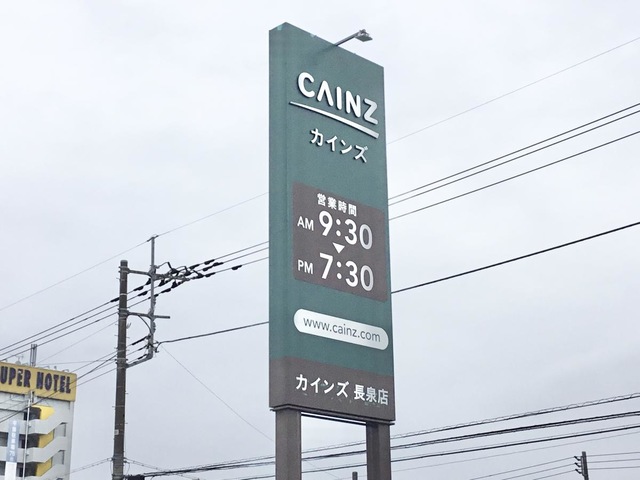 CAINZ
カインズ
営業時間
AM 9:30
▼
PM 7:30
www.cainz.com
カインズ 長泉店
UPER HOTEL